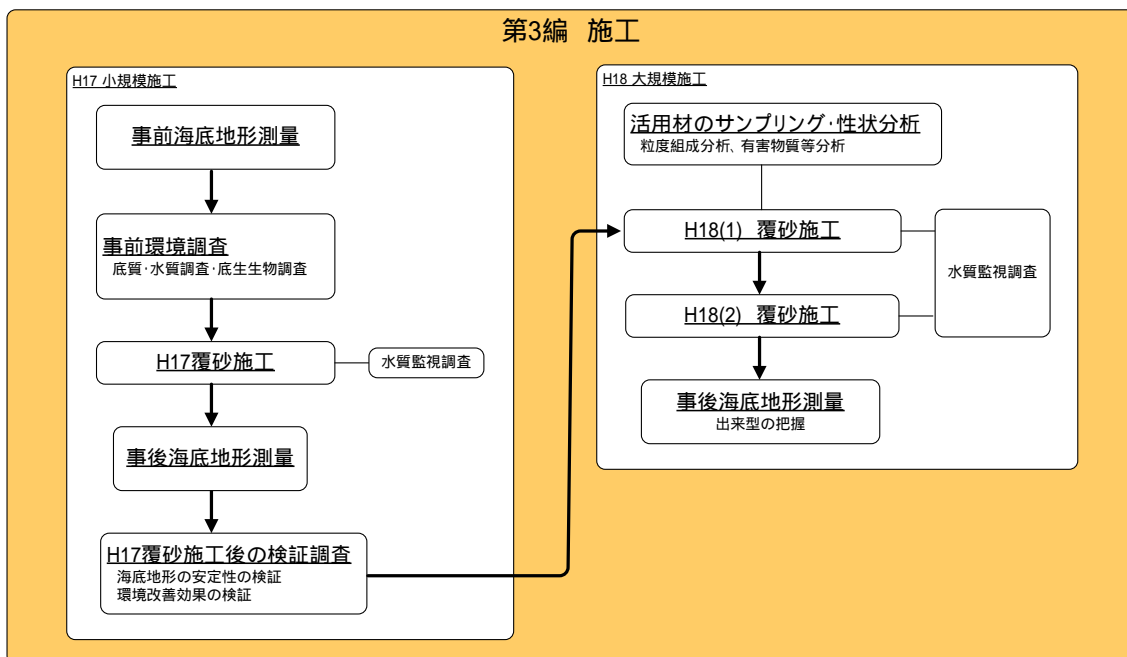 第3編　施工
H17 小規模施工
事前海底地形測量
事前環境調査
底質･水質調査･底生生物調査
H17覆砂施工
水質監視調査
事後海底地形測量
H17覆砂施工後の検証調査
海底地形の安定性の検証
環境改善効果の検証
H18 大規模施工
活用材のサンプリング･性状分析
粒度組成分析、有害物質等分析
H18(1)　覆砂施工
水質監視調査
H18(2)　覆砂施工
事後海底地形測量
出来型の把握